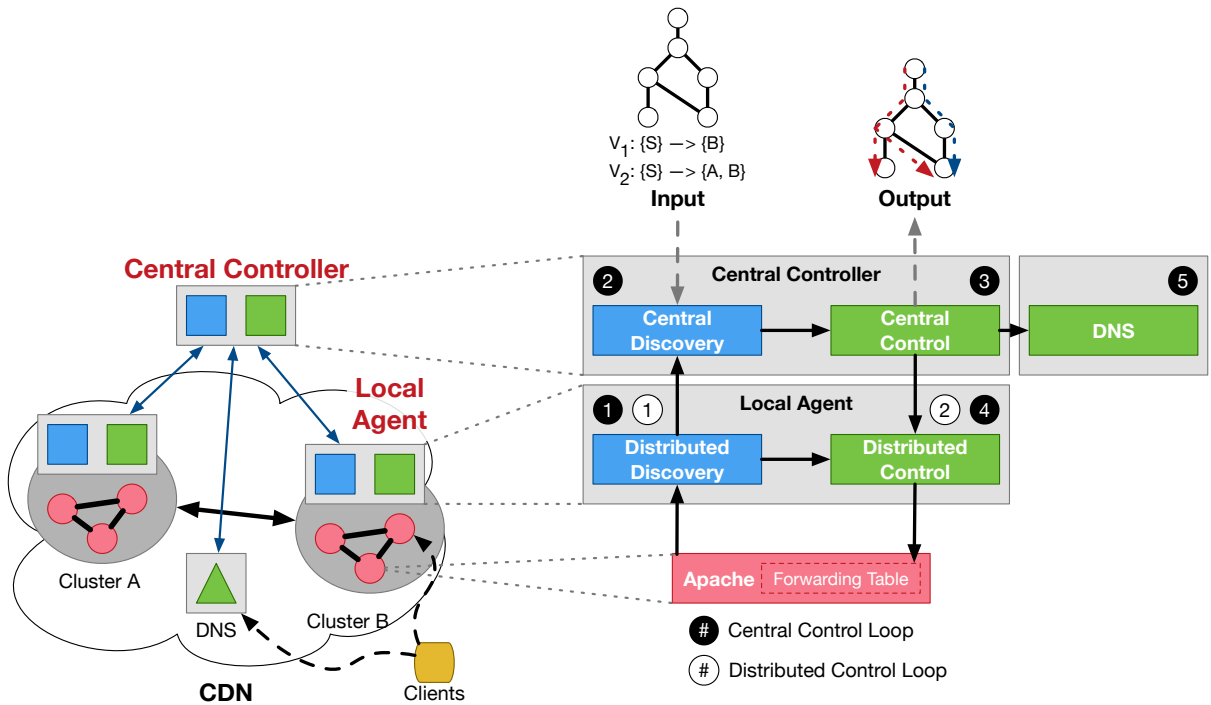 V1: {S} —> {B}
V2: {S} —> {A, B}
Input
Output
Central Controller
Central Controller
2
3
5
Central
Discovery
Central
Control
DNS
Local
Agent
Local Agent
1
1
2
4
Distributed
Discovery
Distributed
Control
Cluster A
Apache
Forwarding Table
DNS
Cluster B
# Central Control Loop
# Distributed Control Loop
CDN
Clients